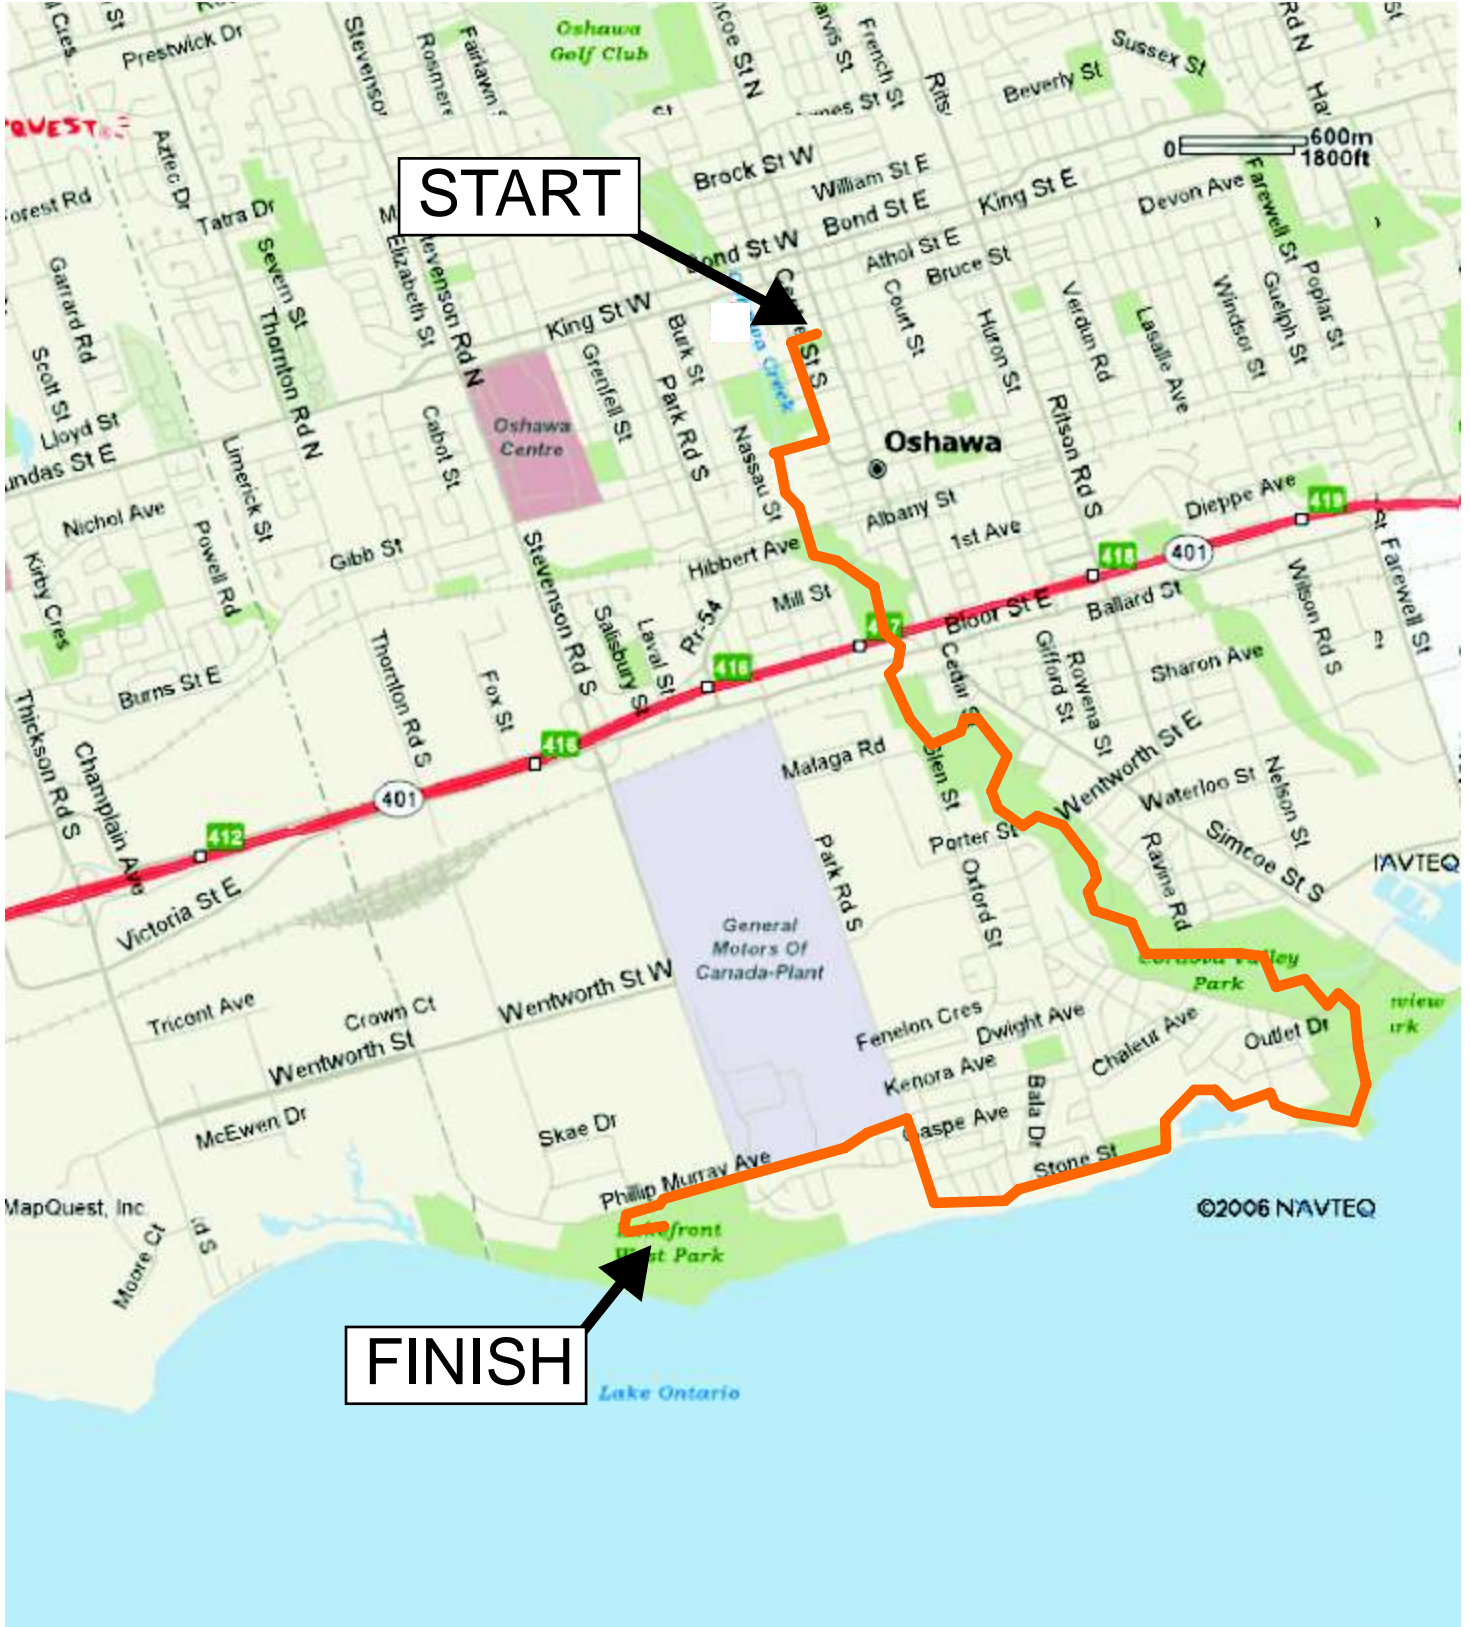 Prestwick Dr
Oshawa
Golf Club
French St
Sussex St
Beverly St
Aztec Dr
Tatra Dr
START
Brock St W
William St E
Bond St E
King St E
Devon Ave
Farewell St
0
600m
1800ft
Garrard Rd
Severn St
Elizabeth St
King St W
Athol St E
Bruce St
Court St
Verdun Rd
Windsor St
Guelph St
Poplar St
Scott St
Thornton Rd N
Burk St
Grenfell St
Huron St
Lasalle Ave
Lloyd St
Limerick St
Cabot St
Oshawa
Centre
Park Rd S
Nassau St
Oshawa
Ritson Rd S
Nichol Ave
Powell Rd
Gibb St
Stevenson Rd S
Hibbert Ave
Albany St
1st Ave
Dieppe Ave
419
418
401
Kirby Cres
Mill St
Bloor St E
Ballard St
Wilson Rd S
Farewell St
Burns St E
Thornton Rd S
Fox St
Salisbury St
Laval St
Rr-54
416
Cedar St
Gifford St
Rowena St
Sharon Ave
Thickson Rd S
Champlain Ave
401
412
Victoria St E
Malaga Rd
Glen St
Wentworth St E
Waterloo St
Nelson St
Porter St
Oxford St
Park Rd S
Ravine Rd
Simcoe St S
General
Motors Of
Canada-Plant
Valley
Park
Tricont Ave
Crown Ct
Wentworth St W
Wentworth St
Fenelon Cres
Dwight Ave
Chaleur Ave
Outlet Dr
Kenora Ave
McEwen Dr
Skae Dr
Bala Dr
Stone St
Phillip Murray Ave
MapQuest, Inc
Moore Ct
West Park
©2006 NAVTEQ
FINISH
Lake Ontario